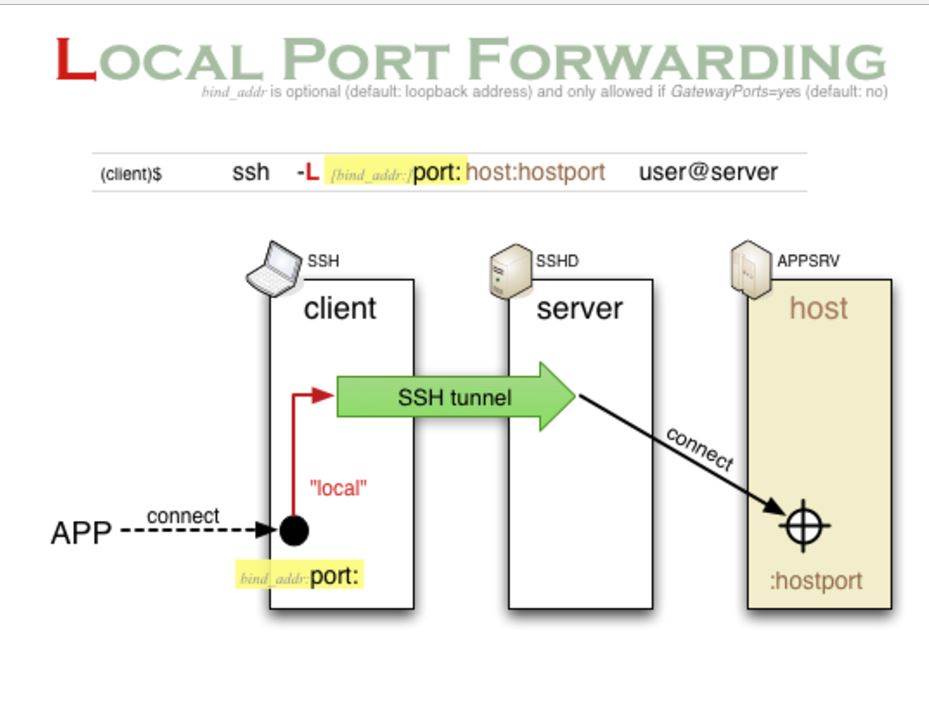 LOCAL PORT FORWARDING
bind_addr is optional (default: loopback address) and only allowed if GatewayPorts=yes (default: no)
(client)$ ssh -L [bind_addr:]port: host:hostport user@server
SSH SSHD APPSRV
client server host
SSH tunnel
connect
"local"
APP connect
bind_addr:port:
:hostport